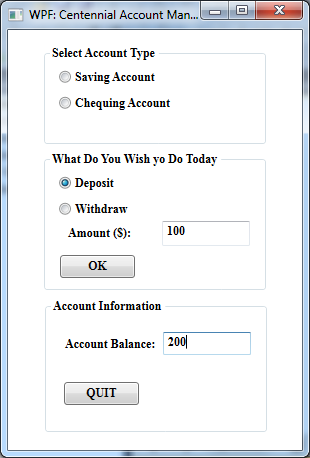 WPF: Centennial Account Man...
Select Account Type
Saving Account
Chequing Account
What Do You Wish yo Do Today
Deposit
Withdraw
Amount ($): 100
OK
Account Information
Account Balance: 200
QUIT